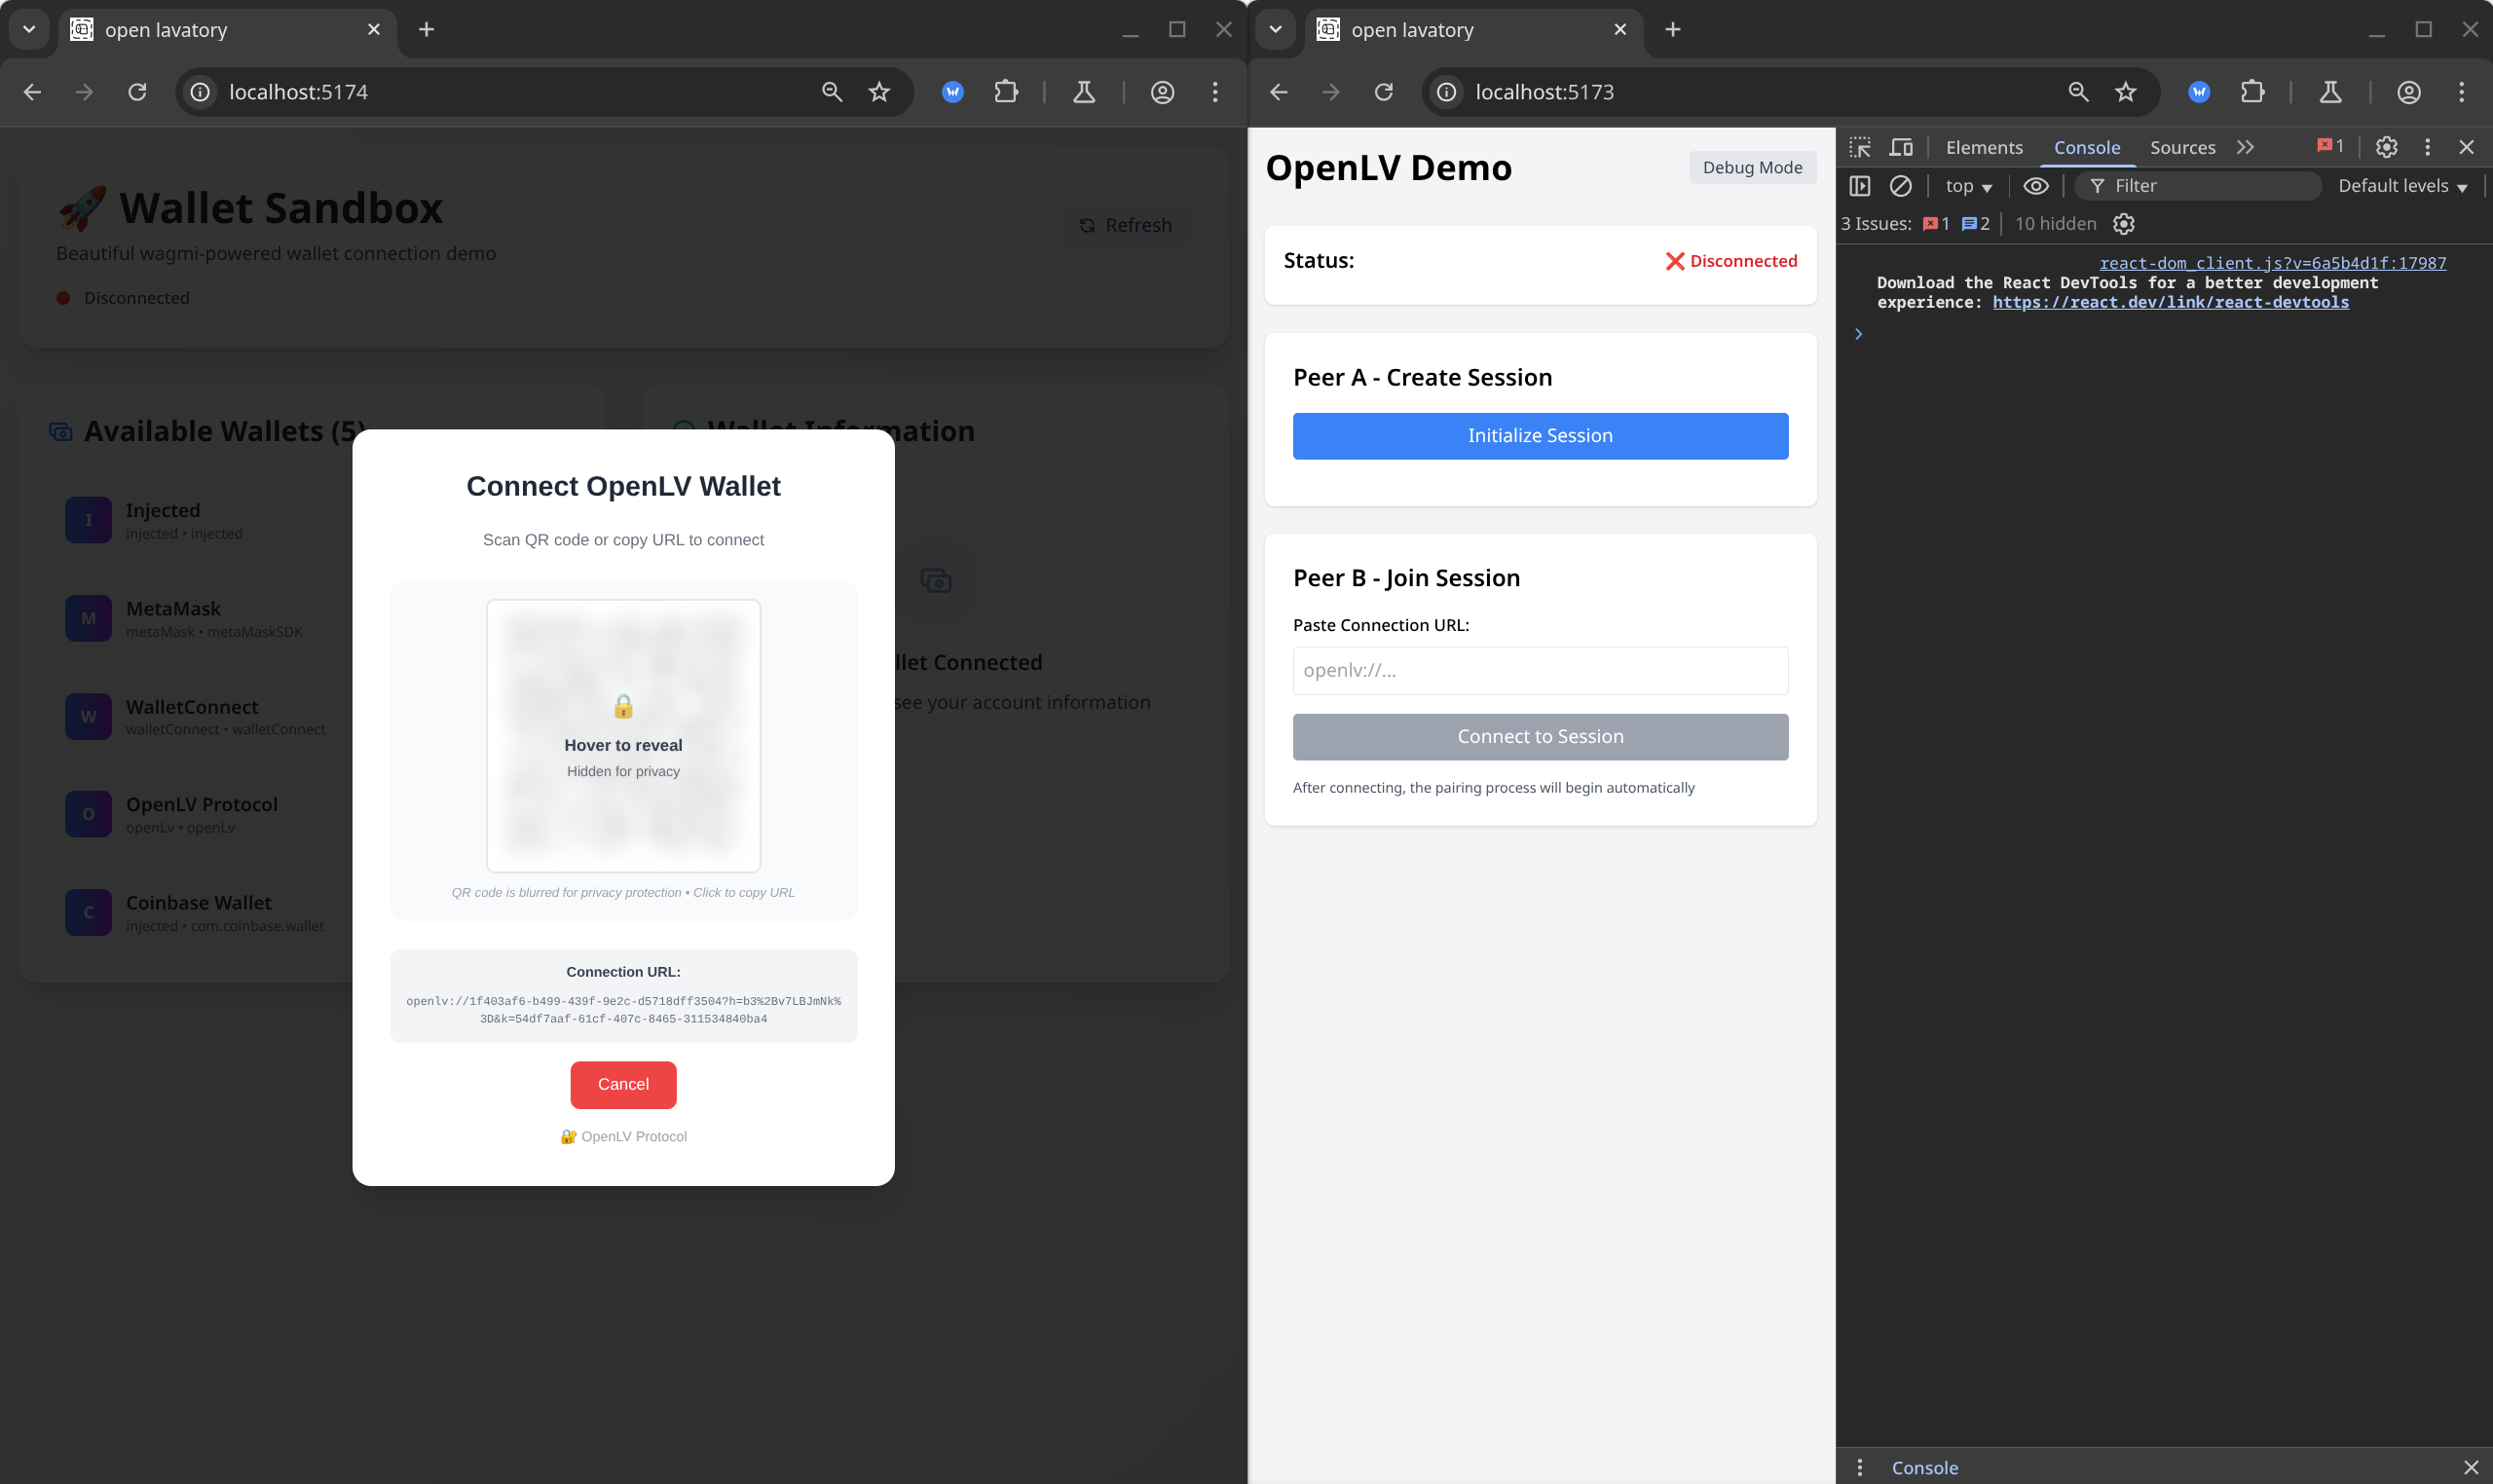 open lavatory
localhost:5174
🚀 Wallet Sandbox
Refresh
Beautiful wagmi-powered wallet connection demo
Disconnected
Available Wallets (5)
I
Injected
injected • injected
M
MetaMask
metaMask • metaMaskSDK
W
WalletConnect
walletConnect • walletConnect
O
OpenLV Protocol
openLv • openLv
C
Coinbase Wallet
injected • com.coinbase.wallet
Wallet Information
llet Connected
see your account information
Connect OpenLV Wallet
Scan QR code or copy URL to connect
🔒
Hover to reveal
Hidden for privacy
QR code is blurred for privacy protection • Click to copy URL
Connection URL:
openlv://1f403af6-b499-439f-9e2c-d5718dff3504?h=b3%2Bv7LBJmNk%
3D&k=54df7aaf-61cf-407c-8465-311534840ba4
Cancel
🔐 OpenLV Protocol
open lavatory
localhost:5173
OpenLV Demo
Debug Mode
Status:
❌ Disconnected
Peer A - Create Session
Initialize Session
Peer B - Join Session
Paste Connection URL:
openlv://...
Connect to Session
After connecting, the pairing process will begin automatically
Elements
Console
Sources
1
top
Filter
Default levels
3 Issues:
1
2
10 hidden
react-dom_client.js?v=6a5b4d1f:17987
Download the React DevTools for a better development
experience: https://react.dev/link/react-devtools
Console